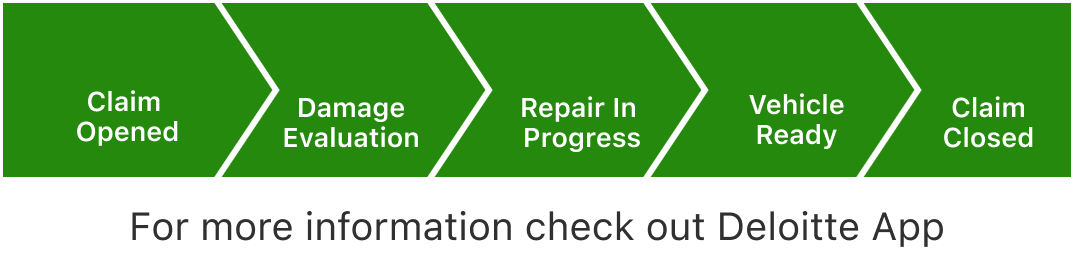 Claim
Opened
Damage
Evaluation
Repair In
Progress
Vehicle
Ready
Claim
Closed
For more information check out Deloitte App